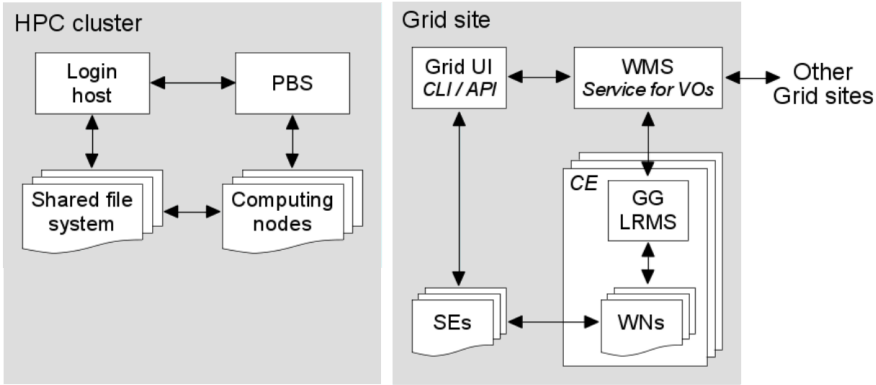 HPC cluster
Login
host
PBS
Shared file
system
Computing
nodes
Grid site
Grid UI
CLI / API
WMS
Service for VOs
Other
Grid sites
CE
GG
LRMS
SEs
WNs